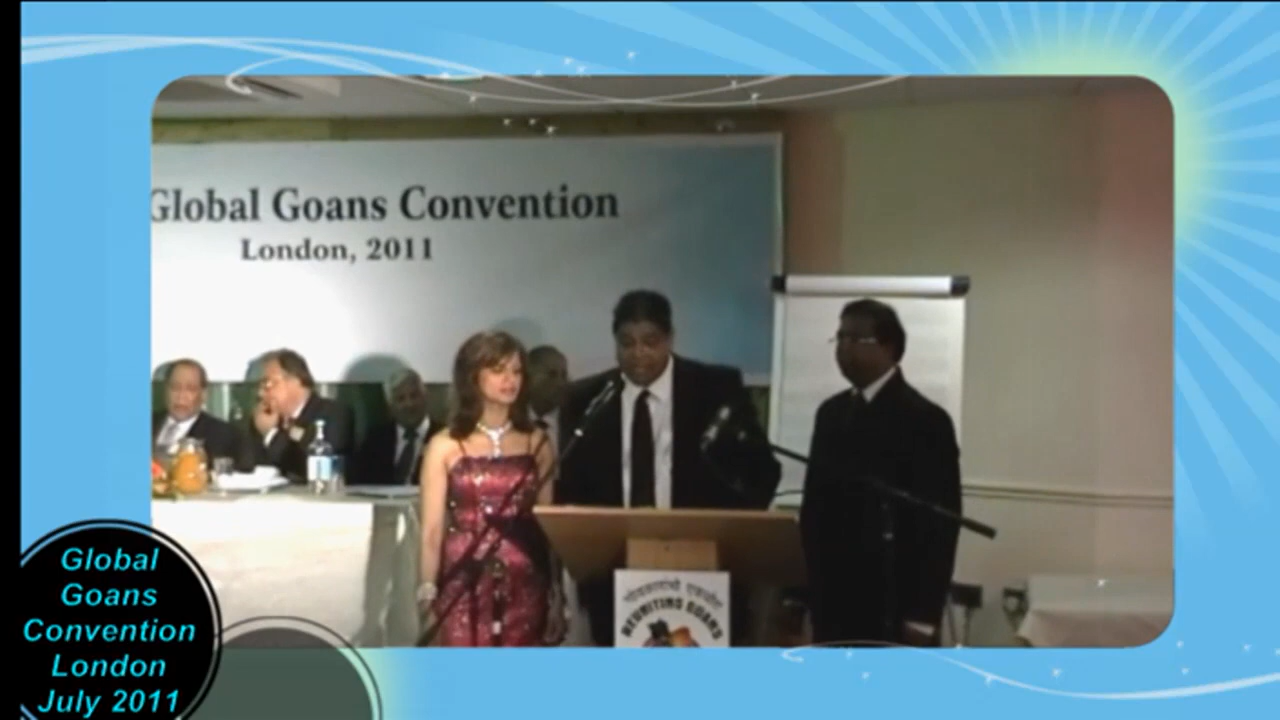 Global Goans Convention
London, 2011
REUNITING GOANS
Global
Goans
Convention
London
July 2011